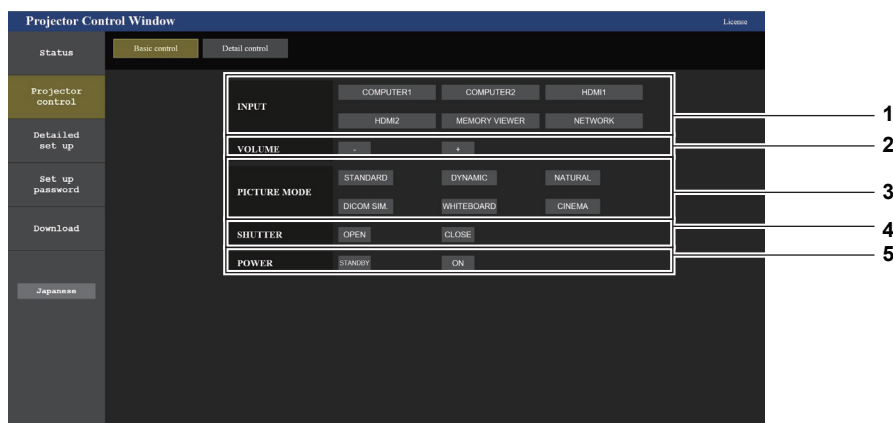 Projector Control Window
License
Status
Basic control
Detail control
Projector
control
Detailed
set up
Set up
password
Download
Japanese
INPUT
COMPUTER1
COMPUTER2
HDMI1
HDMI2
MEMORY VIEWER
NETWORK
1
VOLUME
-
+
2
PICTURE MODE
STANDARD
DYNAMIC
NATURAL
DICOM SIM.
WHITEBOARD
CINEMA
3
SHUTTER
OPEN
CLOSE
4
POWER
STANDBY
ON
5